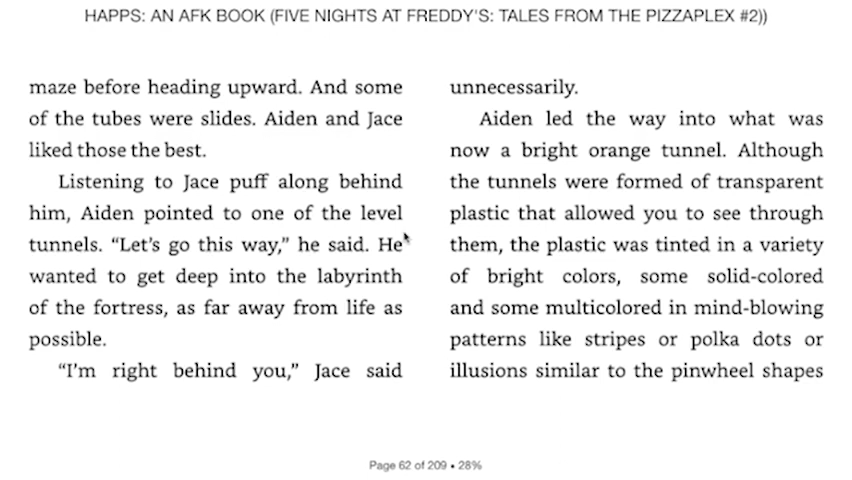 HAPPS: AN AFK BOOK (FIVE NIGHTS AT FREDDY'S: TALES FROM THE PIZZAPLEX #2))
maze before heading upward. And some
of the tubes were slides. Aiden and Jace
liked those the best.
Listening to Jace puff along behind
him, Aiden pointed to one of the level
tunnels. “Let’s go this way,” he said. He
wanted to get deep into the labyrinth
of the fortress, as far away from life as
possible.
“I’m right behind you,” Jace said
unnecessarily.
Aiden led the way into what was
now a bright orange tunnel. Although
the tunnels were formed of transparent
plastic that allowed you to see through
them, the plastic was tinted in a variety
of bright colors, some solid-colored
and some multicolored in mind-blowing
patterns like stripes or polka dots or
illusions similar to the pinwheel shapes
Page 62 of 209 • 28%